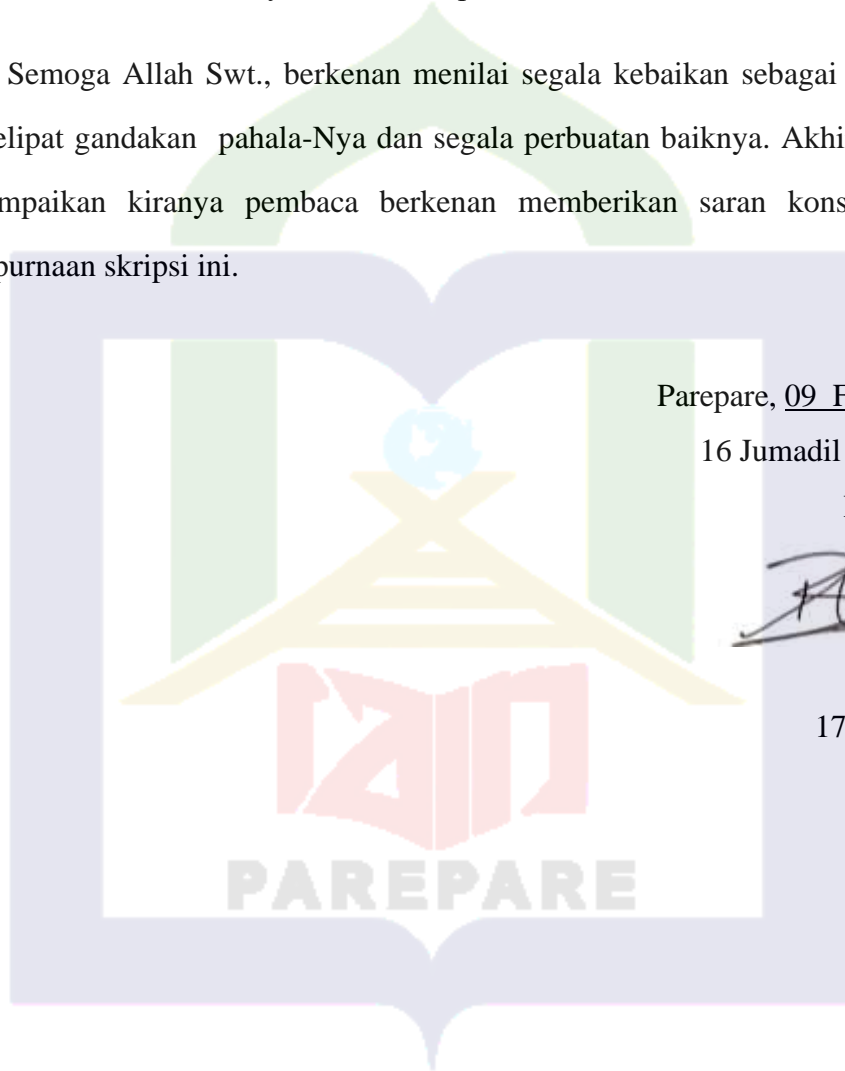 Semoga Allah Swt., berkenan menilai segala kebaikan sebagai
elipat gandakan pahala-Nya dan segala perbuatan baiknya. Akhi
mpaikan kiranya pembaca berkenan memberikan saran kons
purnaan skripsi ini.
Parepare, 09 F
16 Jumadil
17
iain
PAREPARE